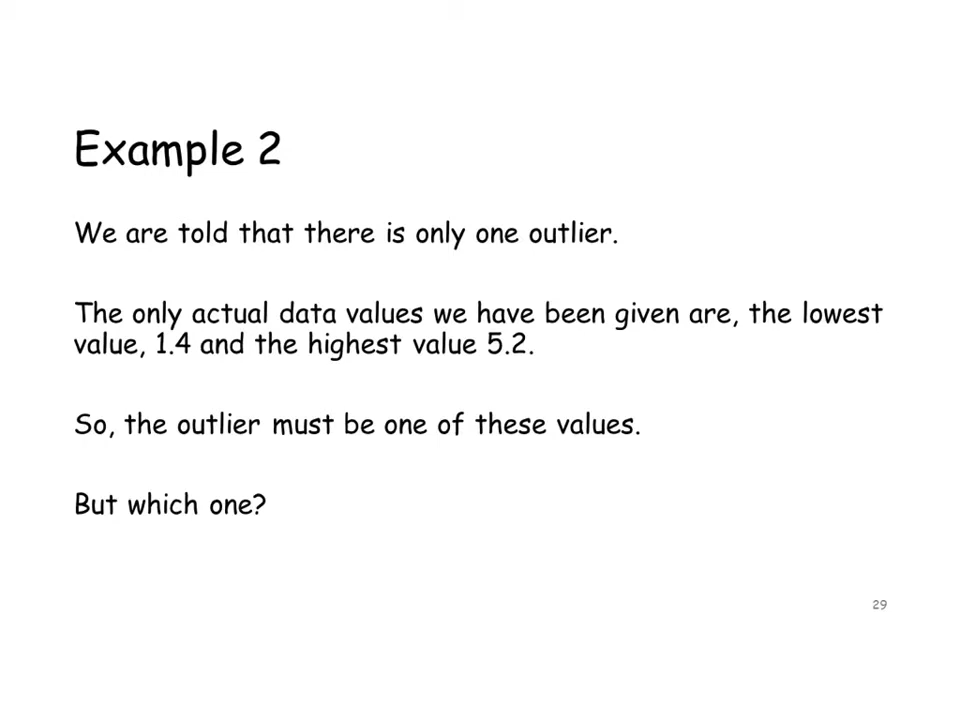 Example 2
We are told that there is only one outlier.
The only actual data values we have been given are, the lowest
value, 1.4 and the highest value 5.2.
So, the outlier must be one of these values.
But which one?
29